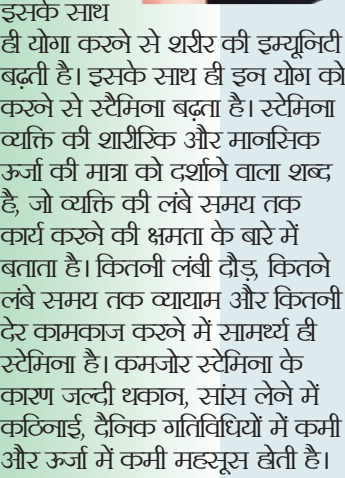 इसके साथ
ही योगा करने से शरीर की इम्यूनिटी
बढ़ती है। इसके साथ ही इन योग को
करने से स्टैमिना बढ़ता है। स्टेमिना
व्यक्ति की शारीरिक और मानसिक
ऊर्जा की मात्रा को दर्शाने वाला शब्द
है, जो व्यक्ति की लंबे समय तक
कार्य करने की क्षमता के बारे में
बताता है। कितनी लंबी दौड़, कितने
लंबे समय तक व्यायाम और कितनी
देर कामकाज करने में सामर्थ्य ही
स्टेमिना है। कमजोर स्टेमिना के
कारण जल्दी थकान, सांस लेने में
कठिनाई, दैनिक गतिविधियों में कमी
और ऊर्जा में कमी महसूस होती है।